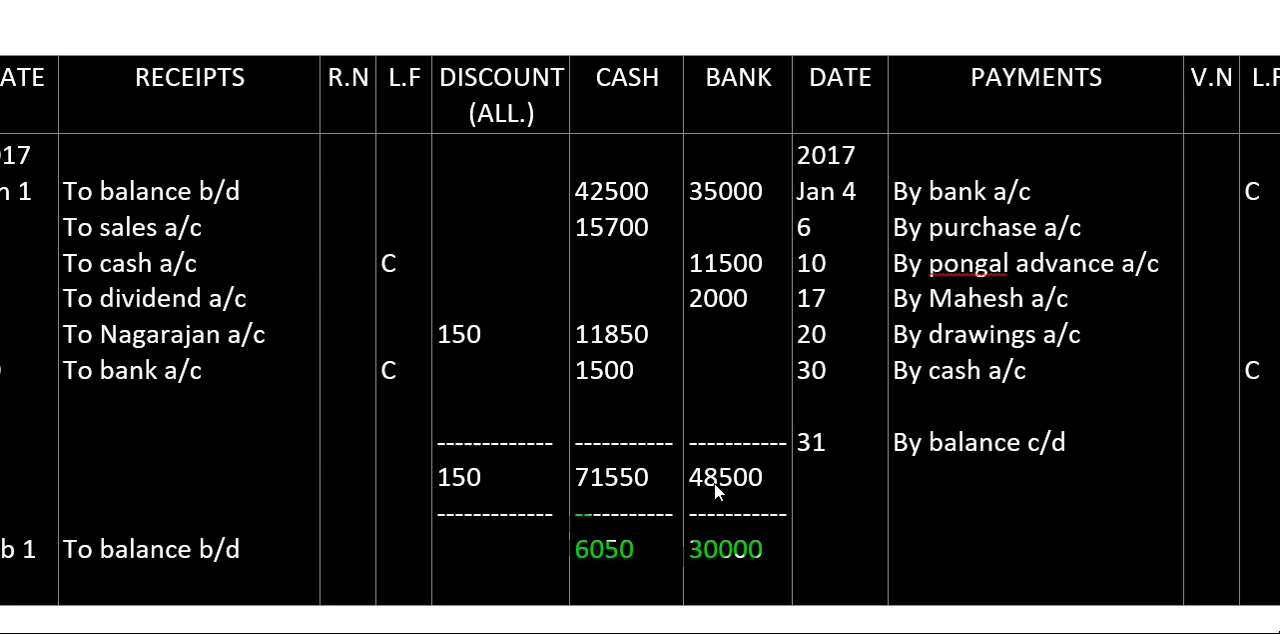 ATE RECEIPTS R.N L.F DISCOUNT CASH BANK DATE PAYMENTS V.N L.F
(ALL.)
017 2017
n 1 To balance b/d 42500 35000 Jan 4 By bank a/c C
To sales a/c 15700 6 By purchase a/c
To cash a/c C 11500 10 By pongal advance a/c
To dividend a/c 2000 17 By Mahesh a/c
To Nagarajan a/c 150 11850 20 By drawings a/c
To bank a/c C 1500 30 By cash a/c C
------------- ----------- ----------- 31 By balance c/d
150 71550 48500
------------- ----------- -----------
b 1 To balance b/d 6050 30000